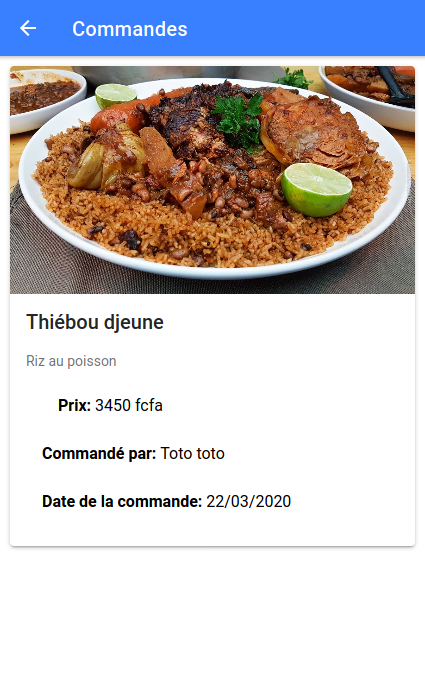 Commandes
Thiébou djeune
Riz au poisson
Prix: 3450 fcfa
Commandé par: Toto toto
Date de la commande: 22/03/2020